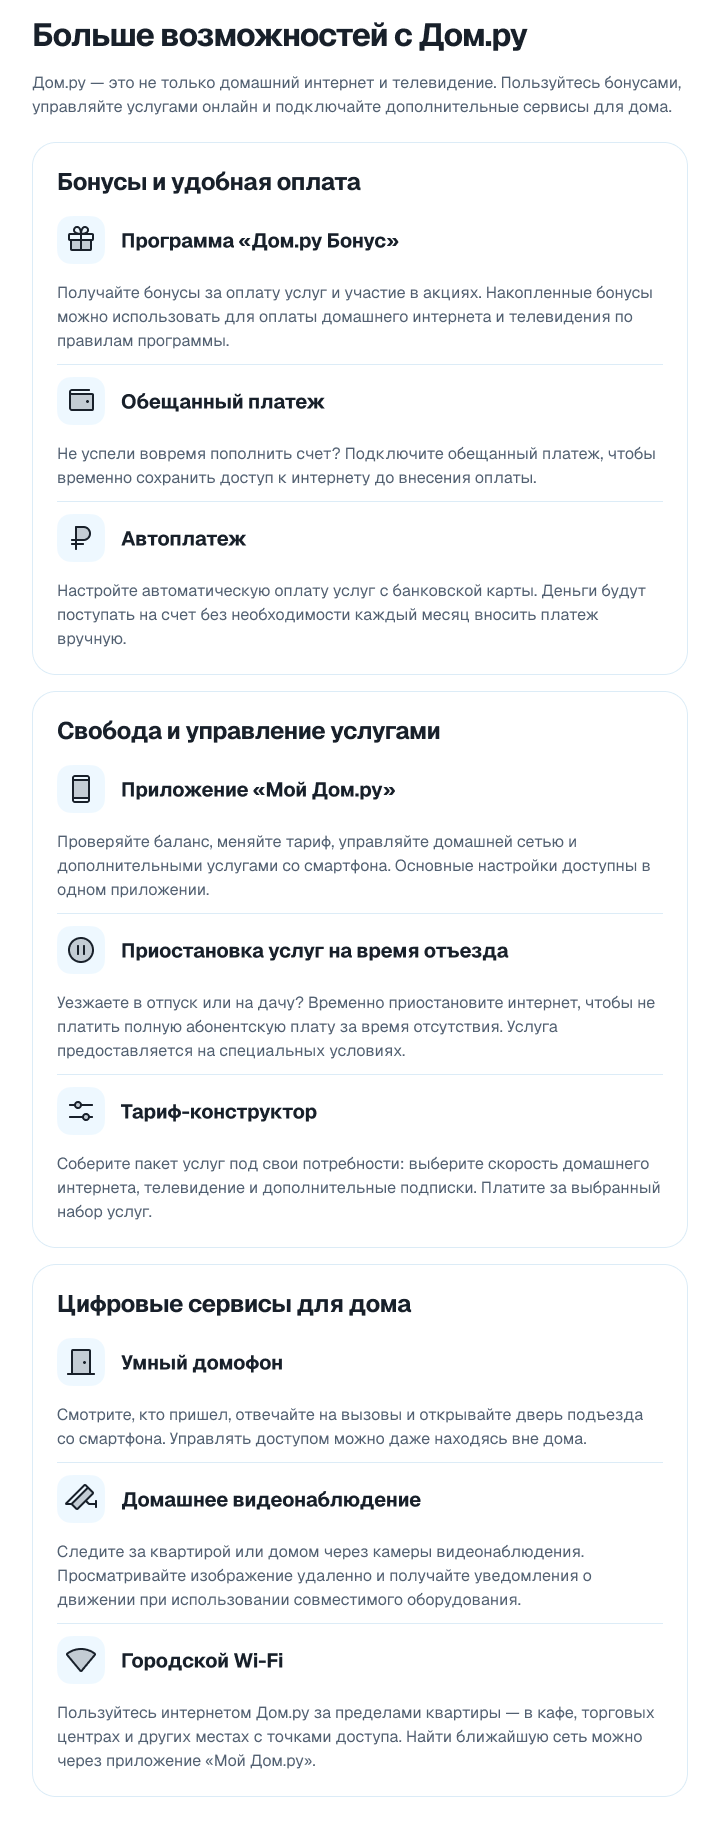 Больше возможностей с Дом.ру
Дом.ру — это не только домашний интернет и телевидение. Пользуйтесь бонусами,
управляйте услугами онлайн и подключайте дополнительные сервисы для дома.
Бонусы и удобная оплата
Программа «Дом.ру Бонус»
Получайте бонусы за оплату услуг и участие в акциях. Накопленные бонусы
можно использовать для оплаты домашнего интернета и телевидения по
правилам программы.
Обещанный платеж
Не успели вовремя пополнить счет? Подключите обещанный платеж, чтобы
временно сохранить доступ к интернету до внесения оплаты.
Автоплатеж
Настройте автоматическую оплату услуг с банковской карты. Деньги будут
поступать на счет без необходимости каждый месяц вносить платеж
вручную.
Свобода и управление услугами
Приложение «Мой Дом.ру»
Проверяйте баланс, меняйте тариф, управляйте домашней сетью и
дополнительными услугами со смартфона. Основные настройки доступны в
одном приложении.
Приостановка услуг на время отъезда
Уезжаете в отпуск или на дачу? Временно приостановите интернет, чтобы не
платить полную абонентскую плату за время отсутствия. Услуга
предоставляется на специальных условиях.
Тариф-конструктор
Соберите пакет услуг под свои потребности: выберите скорость домашнего
интернета, телевидение и дополнительные подписки. Платите за выбранный
набор услуг.
Цифровые сервисы для дома
Умный домофон
Смотрите, кто пришел, отвечайте на вызовы и открывайте дверь подъезда
со смартфона. Управлять доступом можно даже находясь вне дома.
Домашнее видеонаблюдение
Следите за квартирой или домом через камеры видеонаблюдения.
Просматривайте изображение удаленно и получайте уведомления о
движении при использовании совместимого оборудования.
Городской Wi-Fi
Пользуйтесь интернетом Дом.ру за пределами квартиры — в кафе, торговых
центрах и других местах с точками доступа. Найти ближайшую сеть можно
через приложение «Мой Дом.ру».